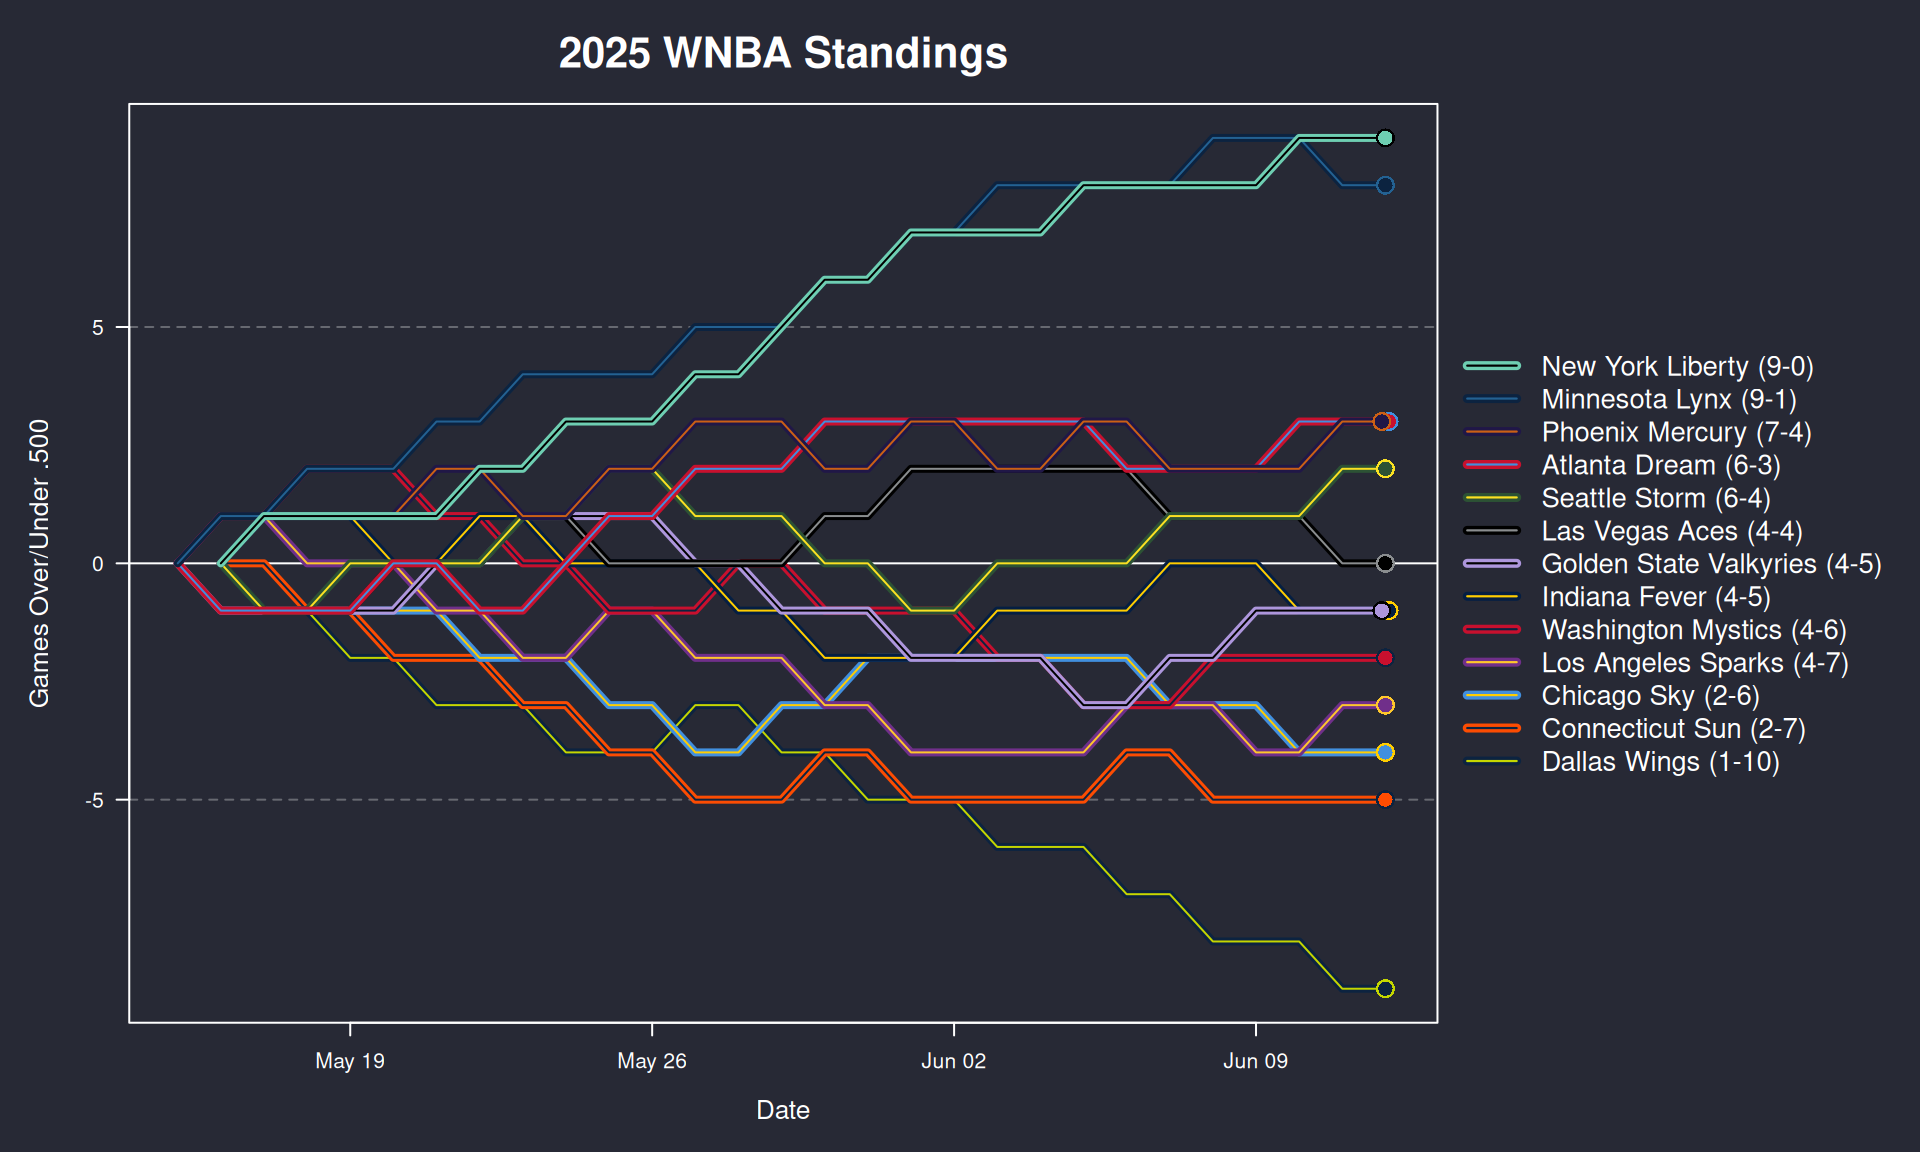 2025 WNBA Standings
Games Over/Under .500
5
0
-5
May 19
May 26
Jun 02
Jun 09
Date
New York Liberty (9-0)
Minnesota Lynx (9-1)
Phoenix Mercury (7-4)
Atlanta Dream (6-3)
Seattle Storm (6-4)
Las Vegas Aces (4-4)
Golden State Valkyries (4-5)
Indiana Fever (4-5)
Washington Mystics (4-6)
Los Angeles Sparks (4-7)
Chicago Sky (2-6)
Connecticut Sun (2-7)
Dallas Wings (1-10)